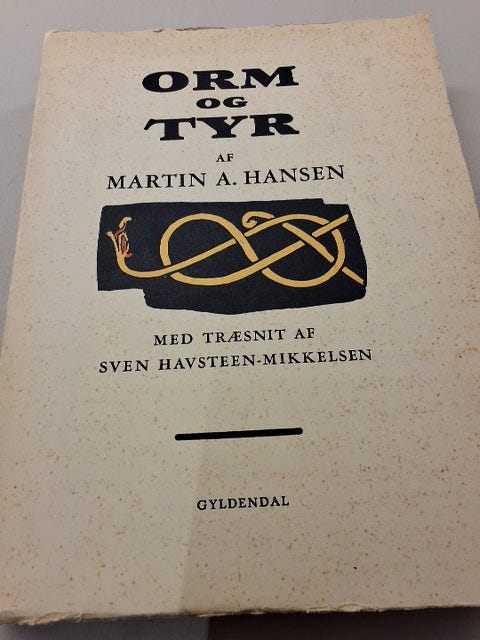 ORM
OG
TYR
AF
MARTIN A. HANSEN
MED TRÆSNIT AF
SVEN HAVSTEEN-MIKKELSEN
GYLDENDAL